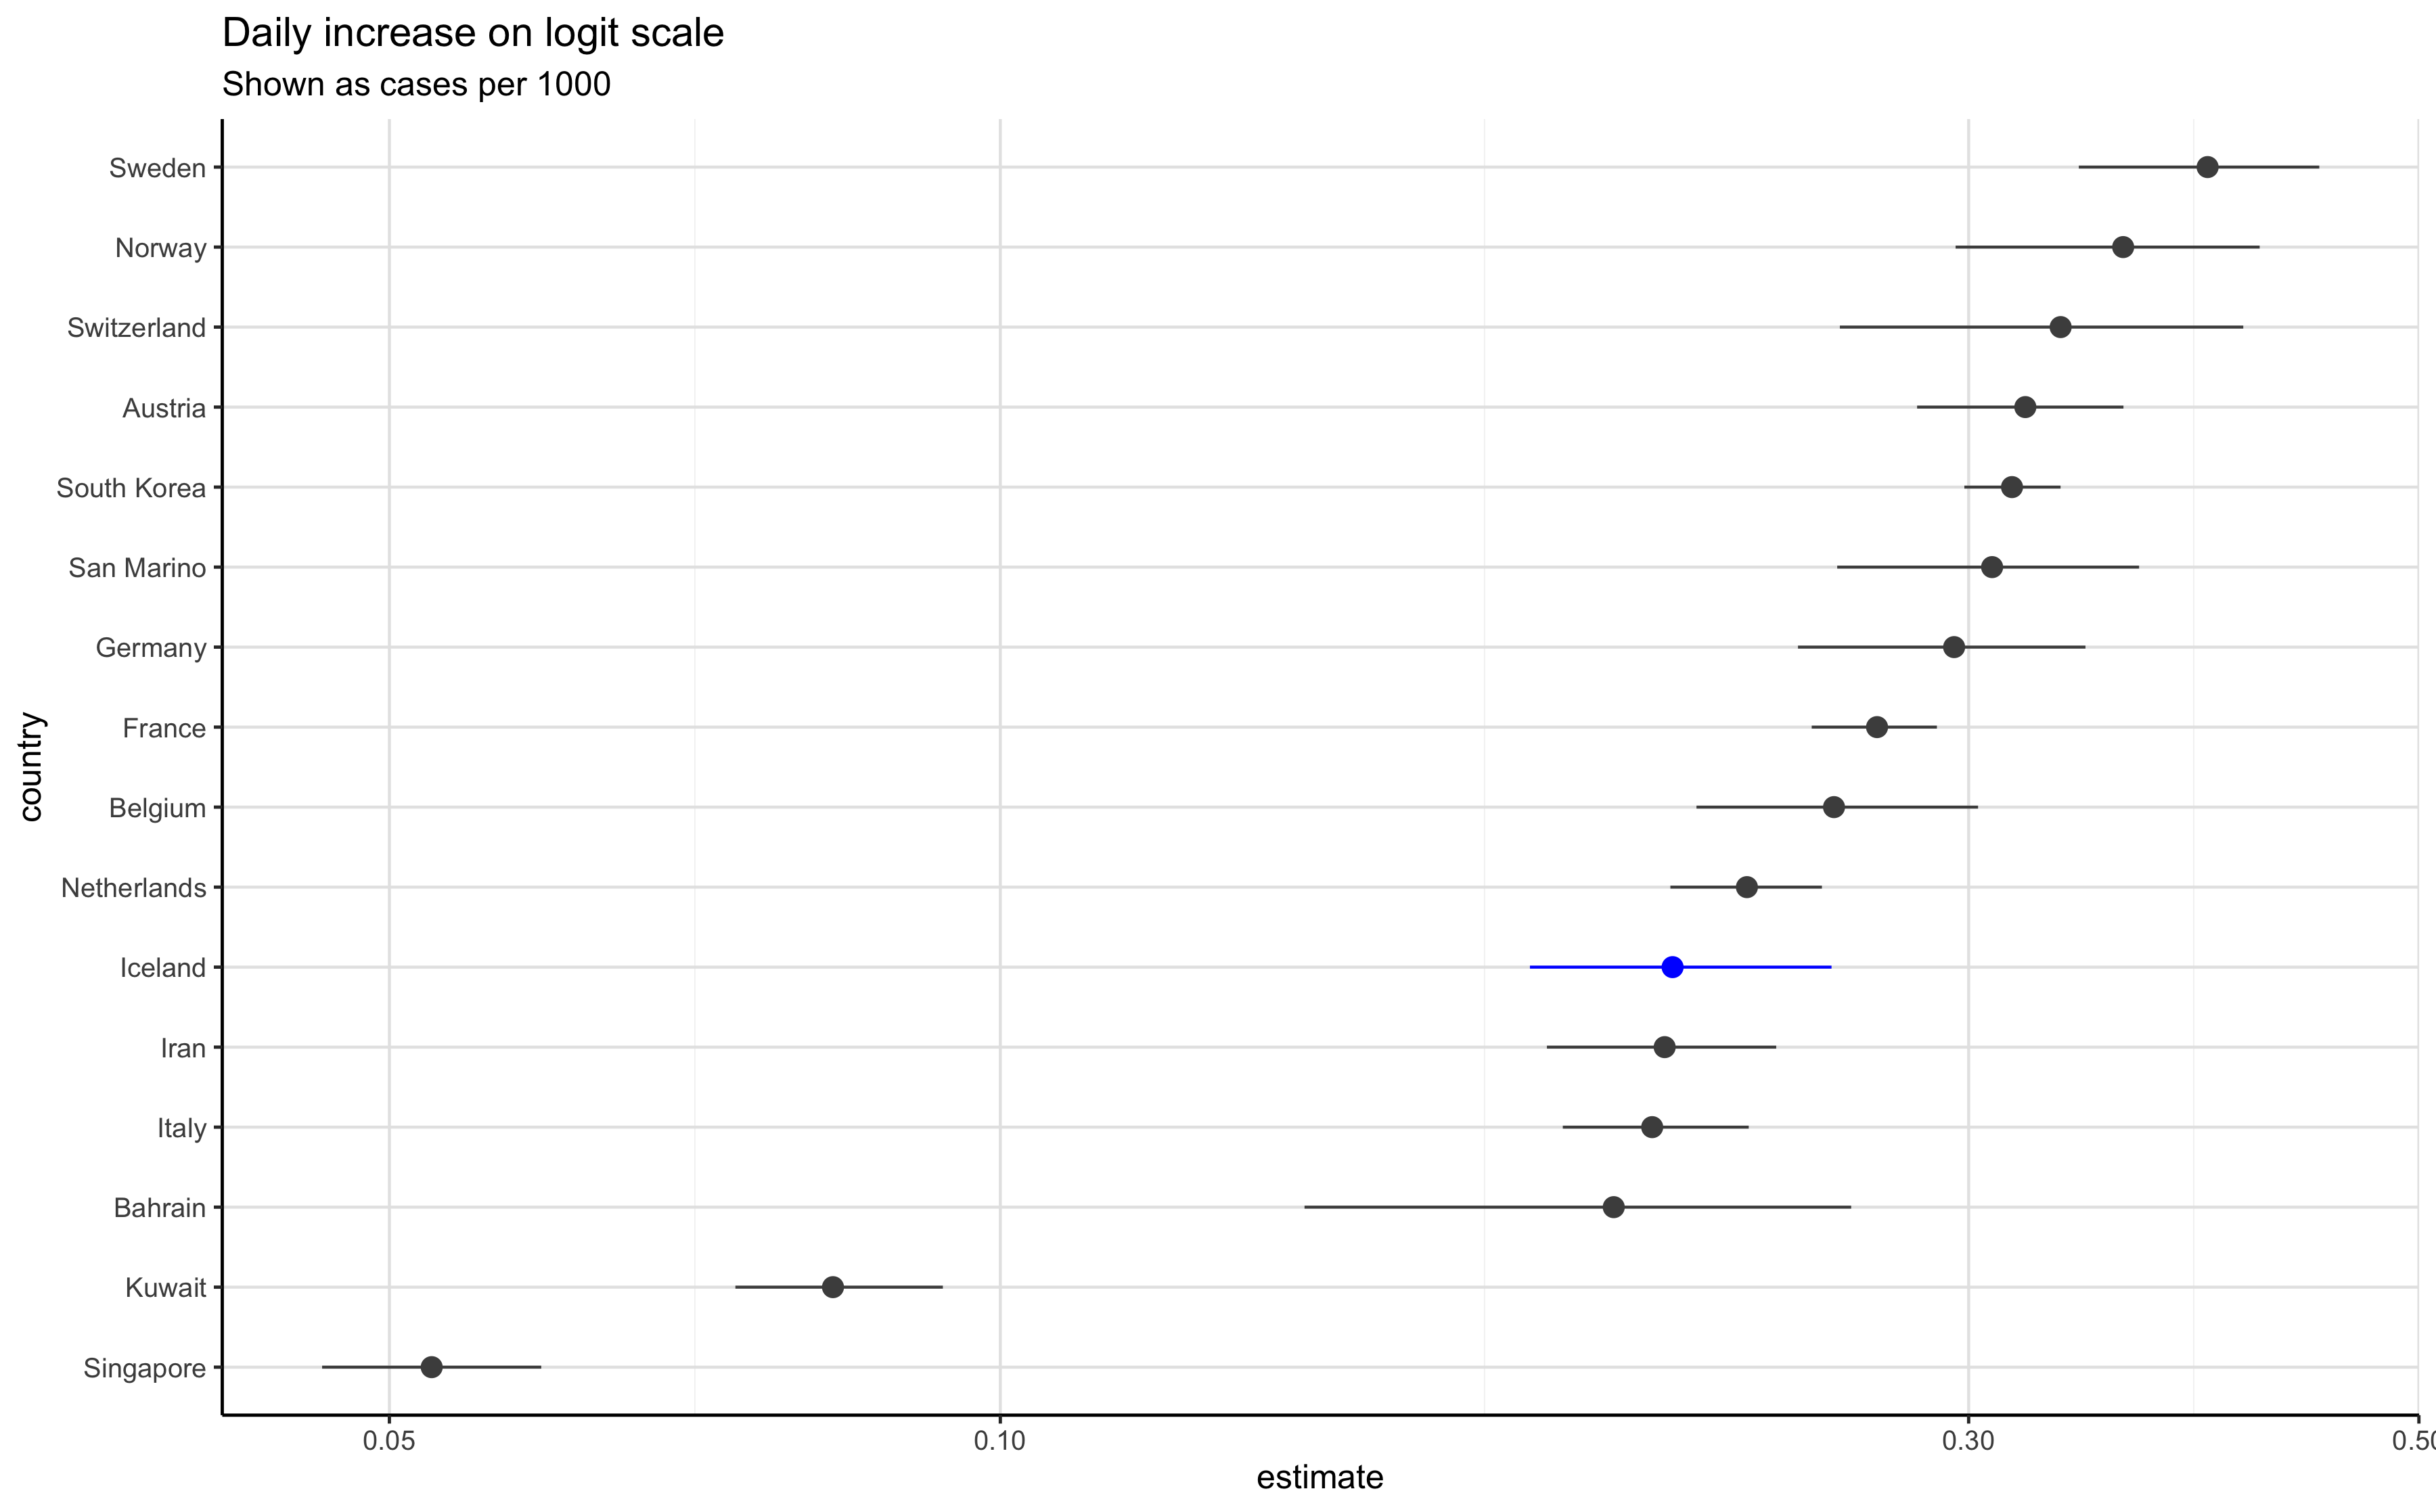 Daily increase on logit scale
Shown as cases per 1000
country
Sweden
Norway
Switzerland
Austria
South Korea
San Marino
Germany
France
Belgium
Netherlands
Iceland
Iran
Italy
Bahrain
Kuwait
Singapore
0.05 0.10 0.30 0.50
estimate